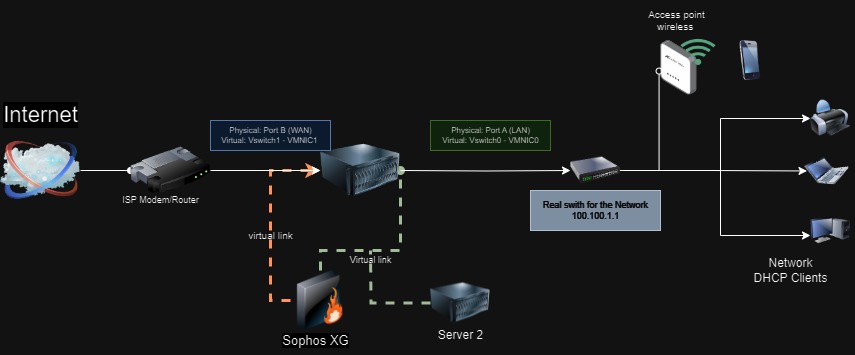 Access point
wireless
Internet
Physical: Port B (WAN)
Virtual: Vswitch1 - VMNIC1
Physical: Port A (LAN)
Virtual: Vswitch0 - VMNIC0
ISP Modem/Router
Real swith for the Network
100.100.1.1
virtual link
Virtual link
Network
DHCP Clients
Sophos XG
Server 2